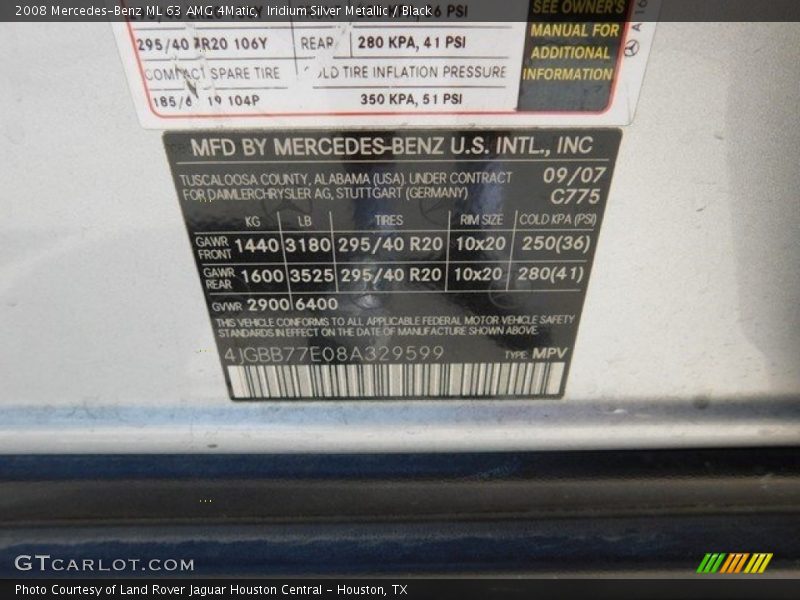 2008 Mercedes-Benz ML 63 AMG 4Matic, Iridium Silver Metallic / Black
SEE OWNER'S
MANUAL FOR
ADDITIONAL
INFORMATION
295/40 ZR20 106Y REAR 280 KPA, 41 PSI
COMPACT SPARE TIRE COLD TIRE INFLATION PRESSURE
19 104P 350 KPA, 51 PSI
MFD BY MERCEDES-BENZ U.S. INTL., INC
TUSCALOOSA COUNTY, ALABAMA (USA), UNDER CONTRACT 09/07
FOR DAIMLERCHRYSLER AG, STUTTGART (GERMANY) C775
KG LB TIRES RIM SIZE COLD KPA (PSI)
GAWR FRONT 1440 3180 295/40 R20 10x20 250(36)
GAWR REAR 1600 3525 295/40 R20 10x20 280(41)
GVWR 2900 6400
THIS VEHICLE CONFORMS TO ALL APPLICABLE FEDERAL MOTOR VEHICLE SAFETY
STANDARDS IN EFFECT ON THE DATE OF MANUFACTURE SHOWN ABOVE.
4JGBB77E08A329599 TYPE: MPV
GTCARLOT.COM
Photo Courtesy of Land Rover Jaguar Houston Central - Houston, TX